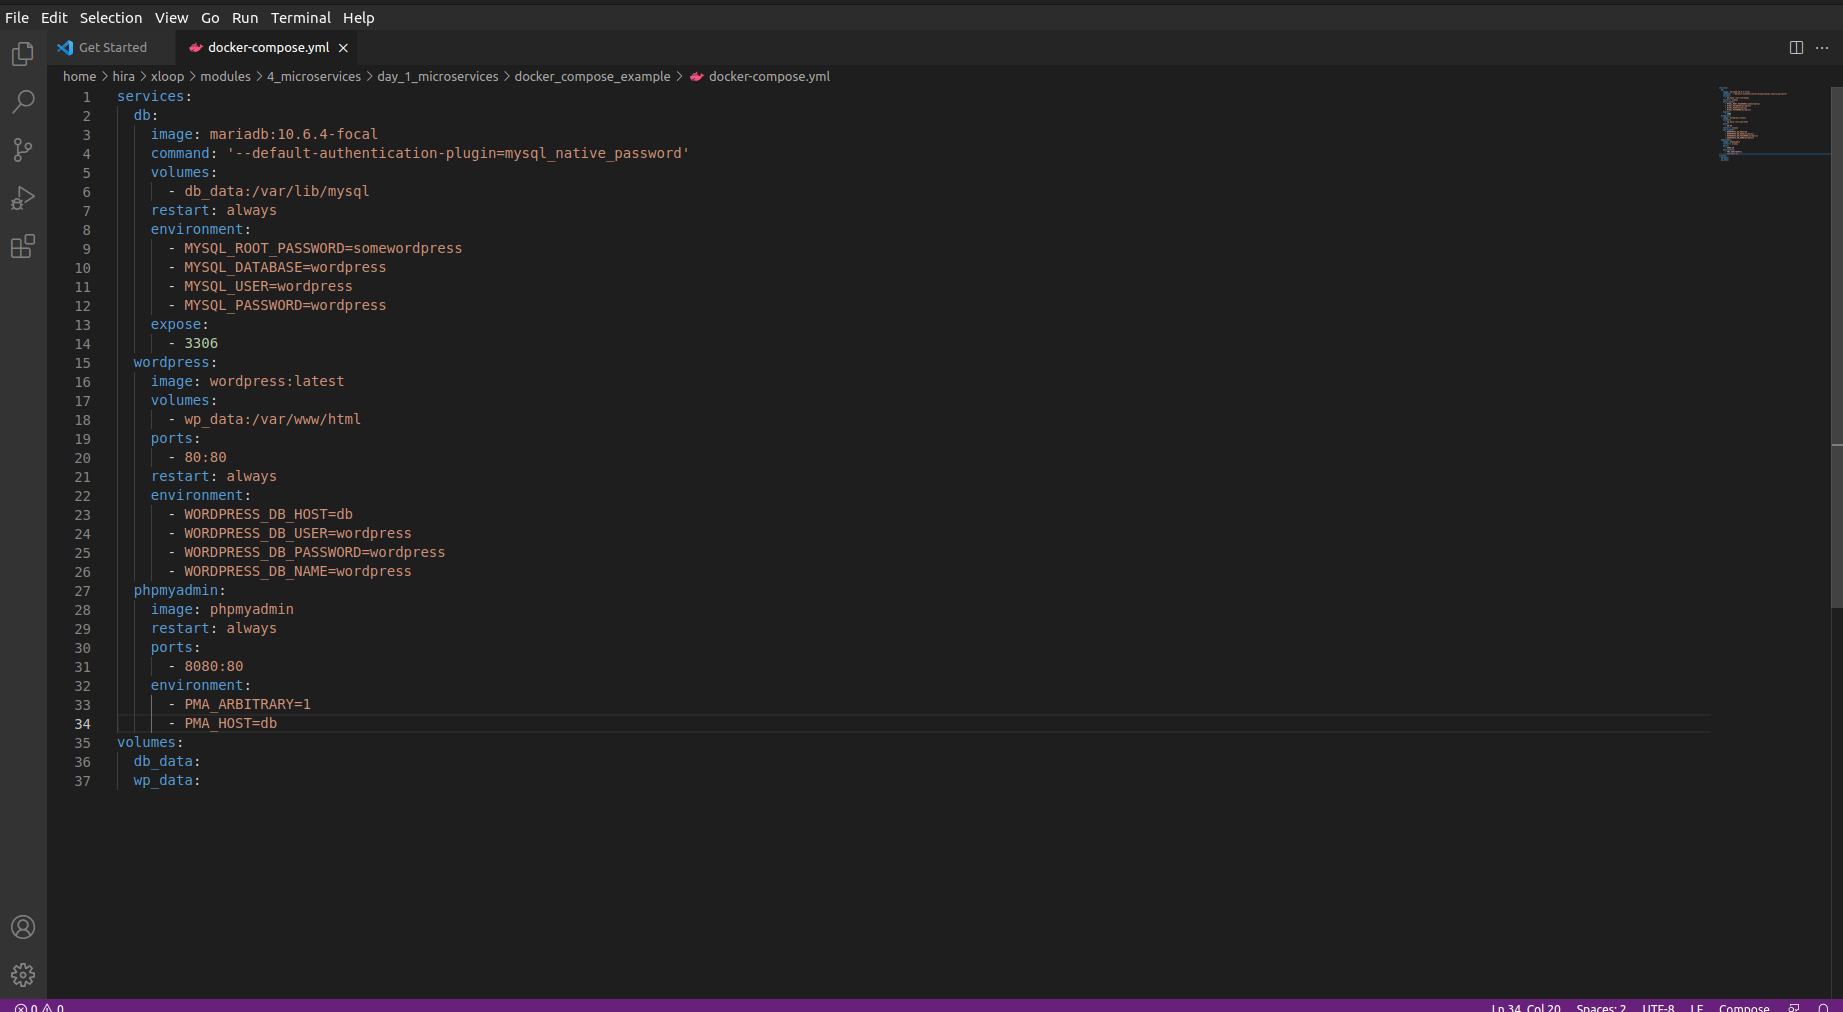 File Edit Selection View Go Run Terminal Help
Get Started docker-compose.yml
home > hira > xloop > modules > 4_microservices > day_1_microservices > docker_compose_example > docker-compose.yml
1 services:
2   db:
3     image: mariadb:10.6.4-focal
4     command: '--default-authentication-plugin=mysql_native_password'
5     volumes:
6       - db_data:/var/lib/mysql
7     restart: always
8     environment:
9       - MYSQL_ROOT_PASSWORD=somewordpress
10       - MYSQL_DATABASE=wordpress
11       - MYSQL_USER=wordpress
12       - MYSQL_PASSWORD=wordpress
13     expose:
14       - 3306
15   wordpress:
16     image: wordpress:latest
17     volumes:
18       - wp_data:/var/www/html
19     ports:
20       - 80:80
21     restart: always
22     environment:
23       - WORDPRESS_DB_HOST=db
24       - WORDPRESS_DB_USER=wordpress
25       - WORDPRESS_DB_PASSWORD=wordpress
26       - WORDPRESS_DB_NAME=wordpress
27   phpmyadmin:
28     image: phpmyadmin
29     restart: always
30     ports:
31       - 8080:80
32     environment:
33       - PMA_ARBITRARY=1
34       - PMA_HOST=db
35 volumes:
36   db_data:
37   wp_data:
0 0 Ln 34, Col 20 Spaces: 2 UTF-8 LF Compose